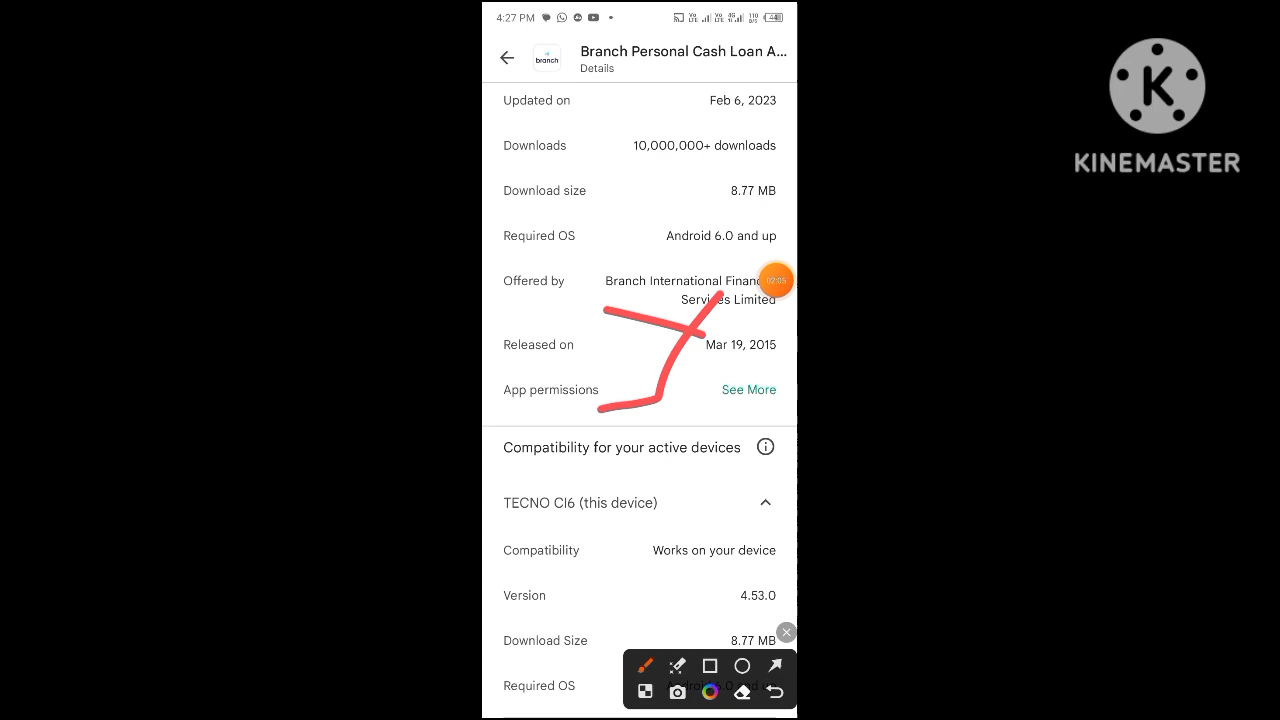 4:27 PM
branch
Branch Personal Cash Loan A...
Details
Updated on Feb 6, 2023
Downloads 10,000,000+ downloads
Download size 8.77 MB
Required OS Android 6.0 and up
Offered by Branch International
02:05
Services Limited
Released on Mar 19, 2015
App permissions See More
Compatibility for your active devices
TECNO CI6 (this device)
Compatibility Works on your device
Version 4.53.0
Download Size 8.77 MB
Required OS
K
KINEMASTER